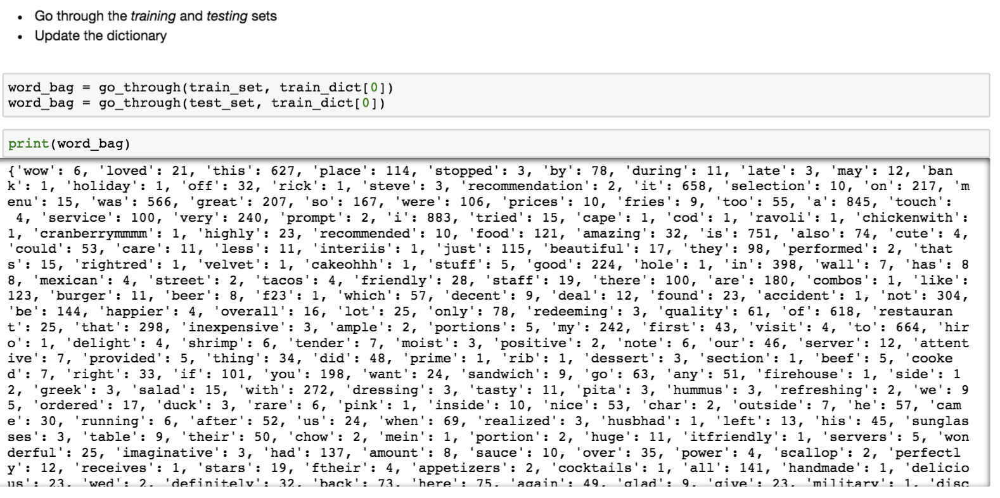 Go through the training and testing sets
Update the dictionary
word_bag = go_through(train_set, train_dict[0])
word_bag = go_through(test_set, train_dict[0])
print(word_bag)
{'wow': 6, 'loved': 21, 'this': 627, 'place': 114, 'stopped': 3, 'by': 78, 'during': 11, 'late': 3, 'may': 12, 'ban
k': 1, 'holiday': 1, 'off': 32, 'rick': 1, 'steve': 3, 'recommendation': 2, 'it': 658, 'selection': 10, 'on': 217, 'm
enu': 15, 'was': 566, 'great': 207, 'so': 167, 'were': 106, 'prices': 10, 'fries': 9, 'too': 55, 'a': 845, 'touch':
4, 'service': 100, 'very': 240, 'prompt': 2, 'i': 883, 'tried': 15, 'cape': 1, 'cod': 1, 'ravoli': 1, 'chickenwith':
1, 'cranberrymmmm': 1, 'highly': 23, 'recommended': 10, 'food': 121, 'amazing': 32, 'is': 751, 'also': 74, 'cute': 4,
'could': 53, 'care': 11, 'less': 11, 'interiis': 1, 'just': 115, 'beautiful': 17, 'they': 98, 'performed': 2, 'that
s': 15, 'rightred': 1, 'velvet': 1, 'cakeohhh': 1, 'stuff': 5, 'good': 224, 'hole': 1, 'in': 398, 'wall': 7, 'has': 8
8, 'mexican': 4, 'street': 2, 'tacos': 4, 'friendly': 28, 'staff': 19, 'there': 100, 'are': 180, 'combos': 1, 'like':
123, 'burger': 11, 'beer': 8, 'f23': 1, 'which': 57, 'decent': 9, 'deal': 12, 'found': 23, 'accident': 1, 'not': 304,
'be': 144, 'happier': 4, 'overall': 16, 'lot': 25, 'only': 78, 'redeeming': 3, 'quality': 61, 'of': 618, 'restauran
t': 25, 'that': 298, 'inexpensive': 3, 'ample': 2, 'portions': 5, 'my': 242, 'first': 43, 'visit': 4, 'to': 664, 'hir
o': 1, 'delight': 4, 'shrimp': 6, 'tender': 7, 'moist': 3, 'positive': 2, 'note': 6, 'our': 46, 'server': 12, 'attent
ive': 7, 'provided': 5, 'thing': 34, 'did': 48, 'prime': 1, 'rib': 1, 'dessert': 3, 'section': 1, 'beef': 5, 'cooke
d': 7, 'right': 33, 'if': 101, 'you': 198, 'want': 24, 'sandwich': 9, 'go': 63, 'any': 51, 'firehouse': 1, 'side': 1
2, 'greek': 3, 'salad': 15, 'with': 272, 'dressing': 3, 'tasty': 11, 'pita': 3, 'hummus': 3, 'refreshing': 2, 'we': 9
5, 'ordered': 17, 'duck': 3, 'rare': 6, 'pink': 1, 'inside': 10, 'nice': 53, 'char': 2, 'outside': 7, 'he': 57, 'cam
e': 30, 'running': 6, 'after': 52, 'us': 24, 'when': 69, 'realized': 3, 'husbhad': 1, 'left': 13, 'his': 45, 'sunglas
ses': 3, 'table': 9, 'their': 50, 'chow': 2, 'mein': 1, 'portion': 2, 'huge': 11, 'itfriendly': 1, 'servers': 5, 'won
derful': 25, 'imaginative': 3, 'had': 137, 'amount': 8, 'sauce': 10, 'over': 35, 'power': 4, 'scallop': 2, 'perfectl
y': 12, 'receives': 1, 'stars': 19, 'ftheir': 4, 'appetizers': 2, 'cocktails': 1, 'all': 141, 'handmade': 1, 'delicio
us': 23, 'wed': 2, 'definitely': 32, 'back': 73, 'here': 75, 'again': 49, 'glad': 9, 'give': 23, 'military': 1, 'disc